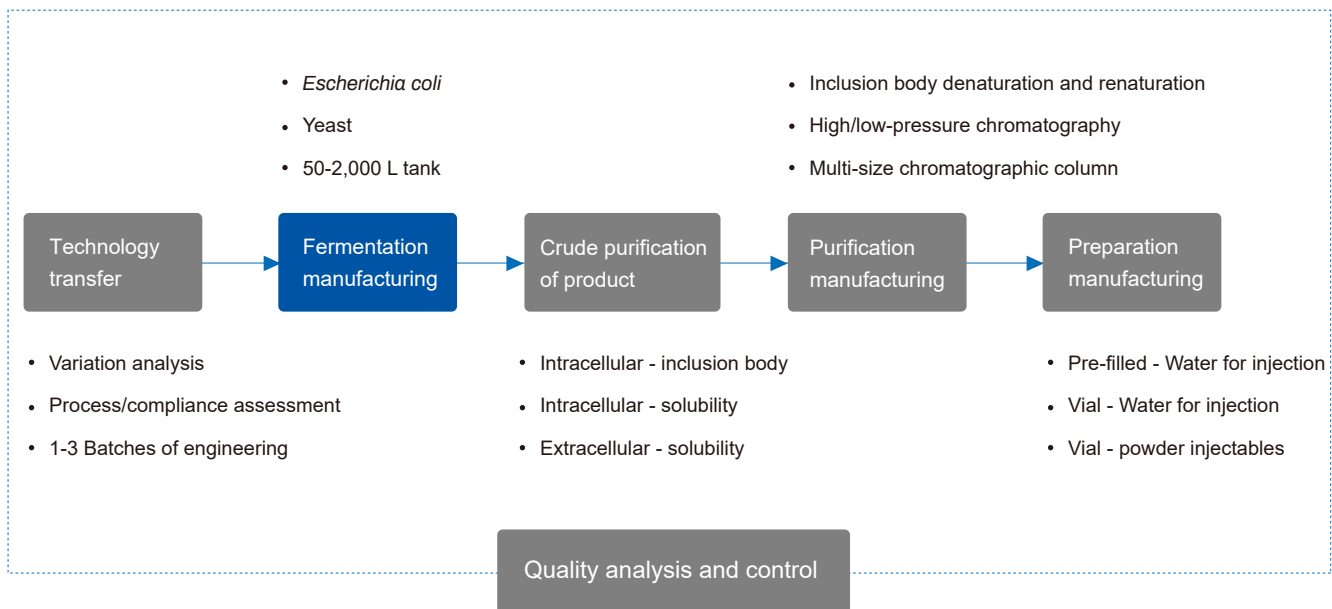 • Escherichia coli
• Yeast
• 50-2,000 L tank
• Inclusion body denaturation and renaturation
• High/low-pressure chromatography
• Multi-size chromatographic column
Technology
transfer
Fermentation
manufacturing
Crude purification
of product
Purification
manufacturing
Preparation
manufacturing
• Variation analysis
• Process/compliance assessment
• 1-3 Batches of engineering
• Intracellular - inclusion body
• Intracellular - solubility
• Extracellular - solubility
• Pre-filled - Water for injection
• Vial - Water for injection
• Vial - powder injectables
Quality analysis and control